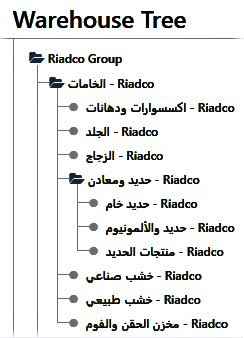 Warehouse Tree
Riadco Group
الخامات - Riadco
اكسسوارات ودهانات - Riadco
الجلد - Riadco
الزجاج - Riadco
حديد ومعادن - Riadco
حديد خام - Riadco
حديد والألمونيوم - Riadco
منتجات الحديد - Riadco
خشب صناعي - Riadco
خشب طبيعي - Riadco
مخزن الحقن والفوم - Riadco